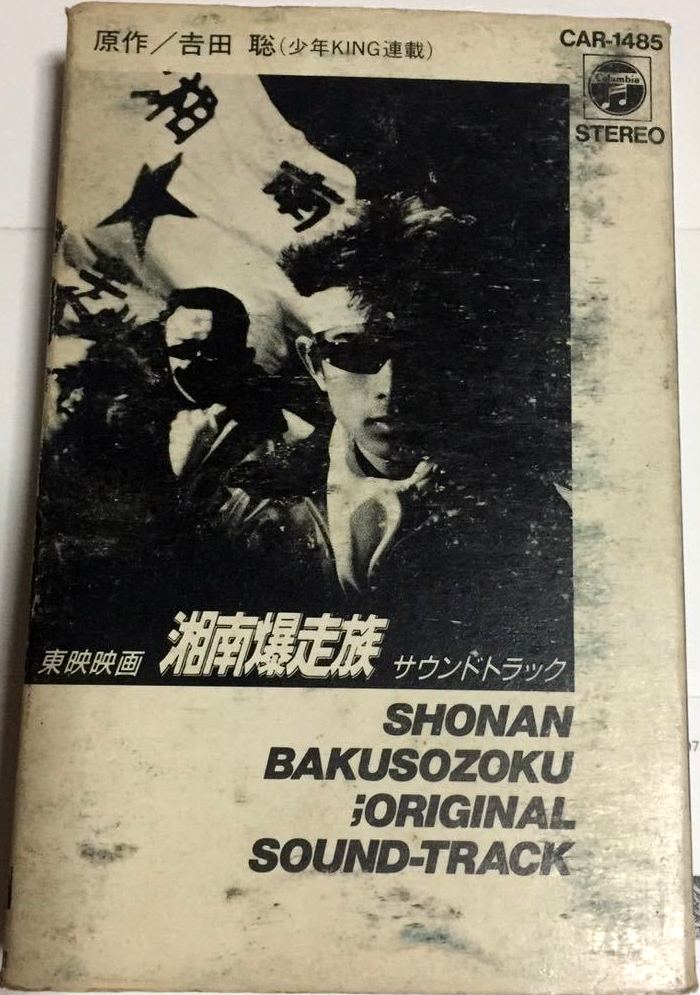 原作／吉田 聡(少年KING連載)
CAR-1485
Columbia
STEREO
湘
南
東映映画 湘南爆走族 サウンドトラック
SHONAN
BAKUSOZOKU
;ORIGINAL
SOUND-TRACK